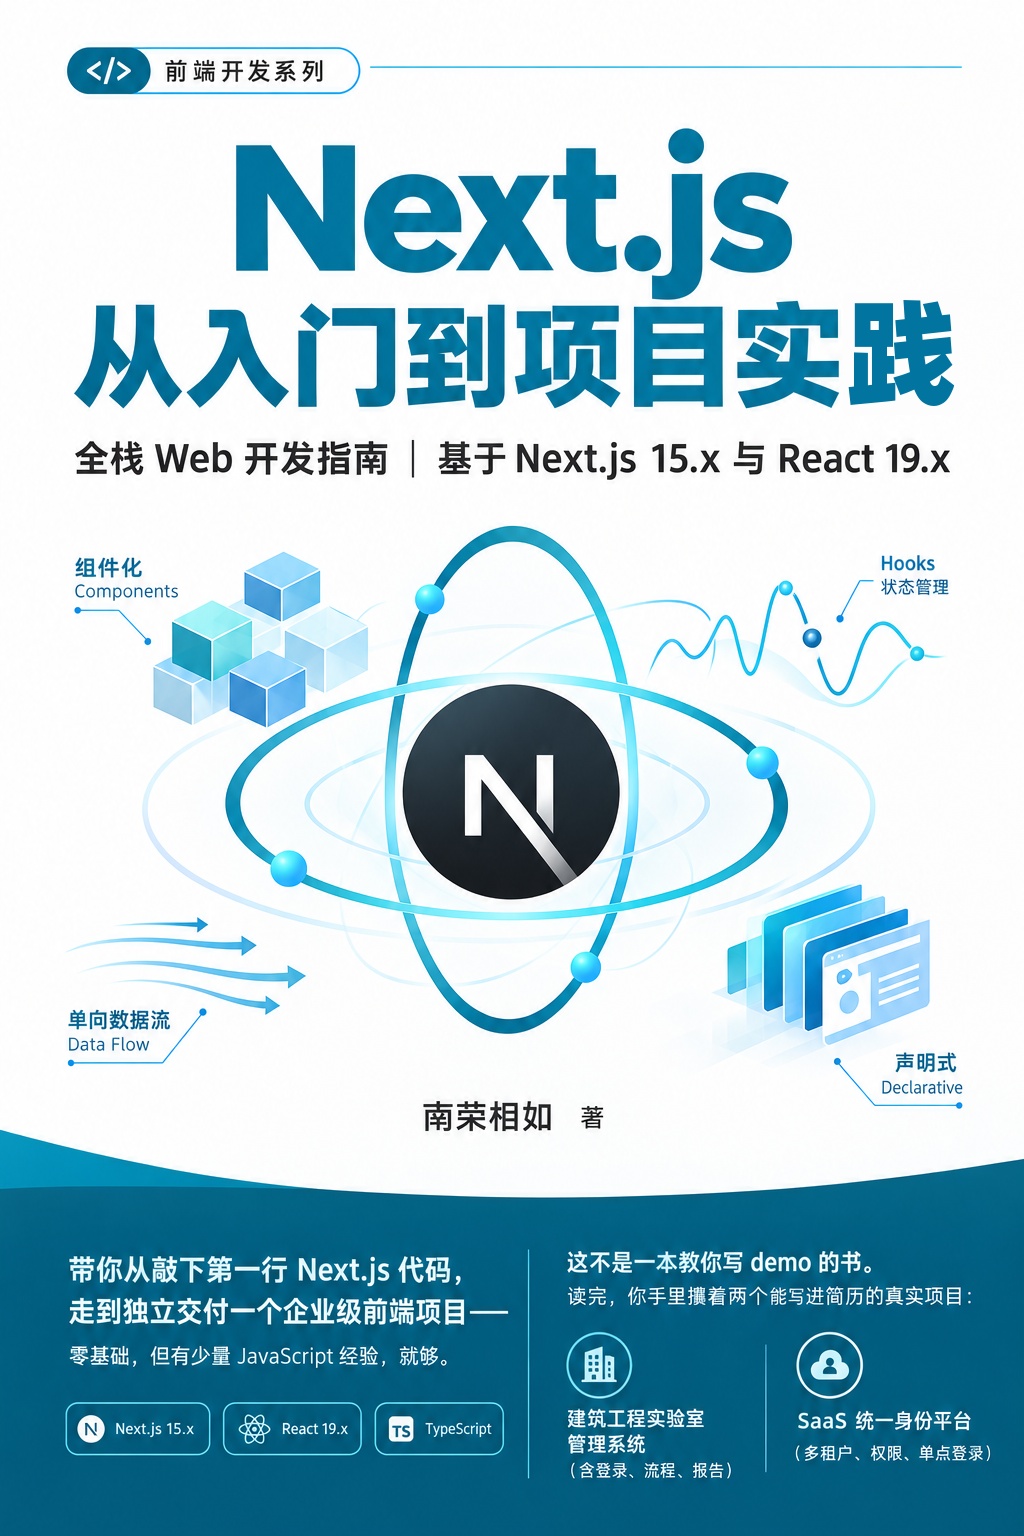 </> 前端开发系列
Next.js
从入门到项目实践
全栈 Web 开发指南 | 基于 Next.js 15.x 与 React 19.x
组件化
Components
Hooks
状态管理
N
单向数据流
Data Flow
声明式
Declarative
南荣相如 著
带你从敲下第一行 Next.js 代码，
走到独立交付一个企业级前端项目——
零基础，但有少量 JavaScript 经验，就够。
N Next.js 15.x
React 19.x
TS TypeScript
这不是一本教你写 demo 的书。
读完，你手里攥着两个能写进简历的真实项目：
建筑工程实验室
管理系统
（含登录、流程、报告）
SaaS 统一身份平台
（多租户、权限、单点登录）